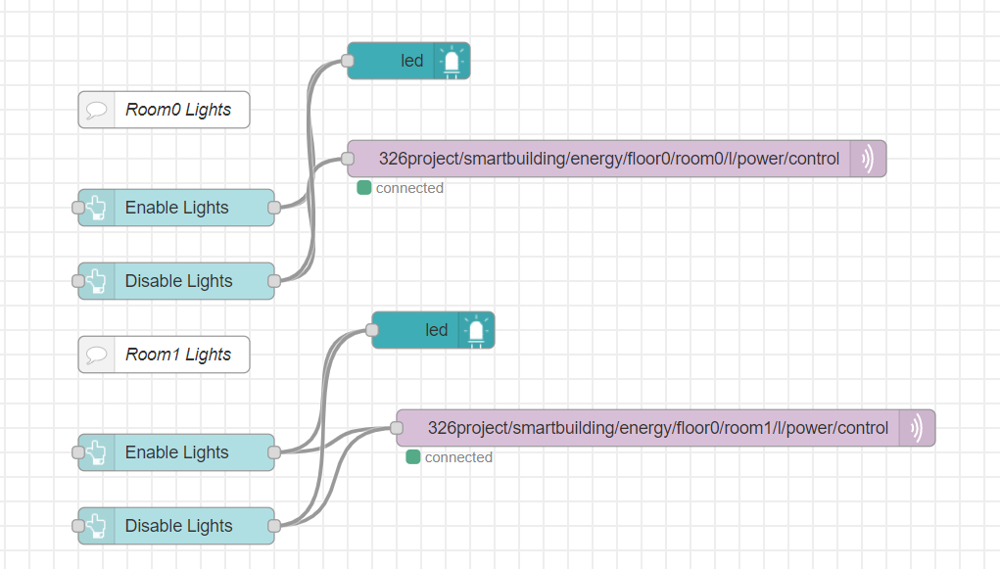 led
Room0 Lights
326project/smartbuilding/energy/floor0/room0/l/power/control
connected
Enable Lights
Disable Lights
led
Room1 Lights
326project/smartbuilding/energy/floor0/room1/l/power/control
Enable Lights
connected
Disable Lights